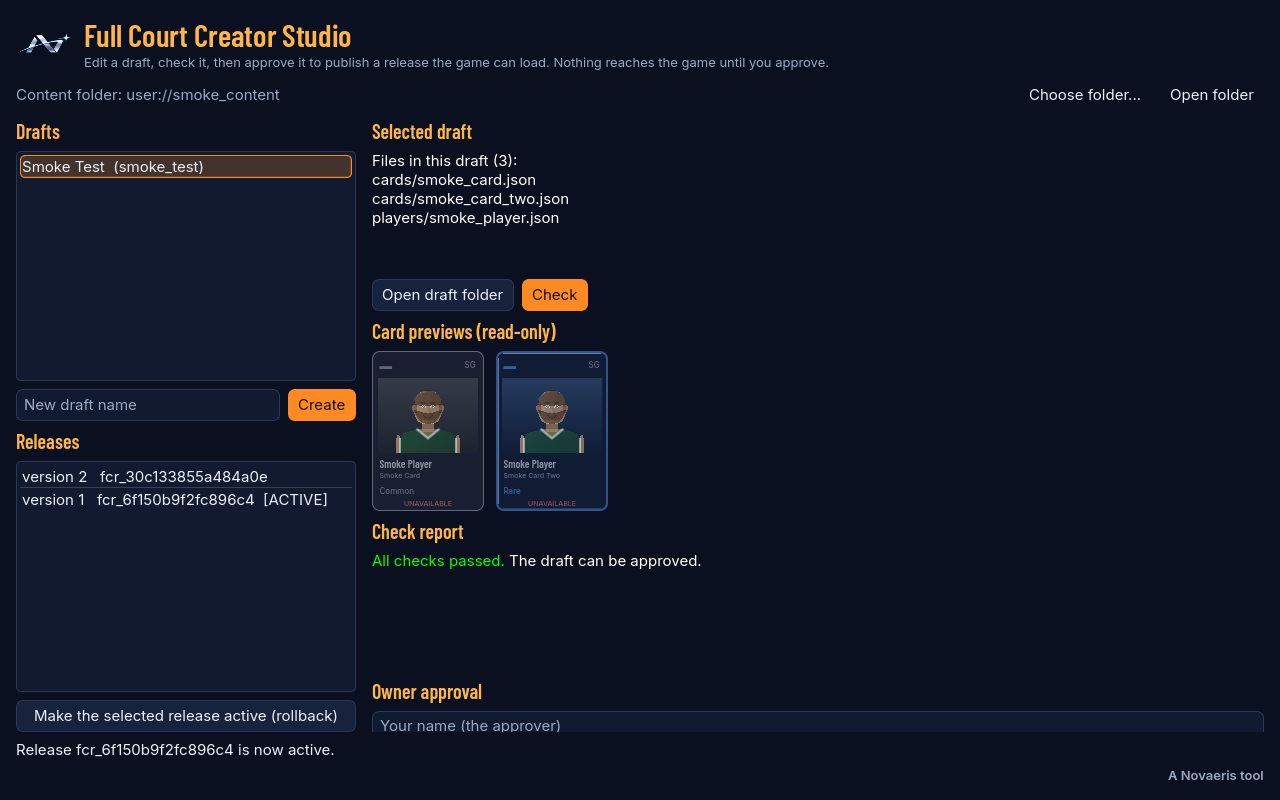 Full Court Creator Studio
Edit a draft, check it, then approve it to publish a release the game can load. Nothing reaches the game until you approve.
Content folder: user://smoke_content
Choose folder...
Open folder
Drafts
Smoke Test (smoke_test)
New draft name
Create
Releases
version 2 fcr_30c133855a484a0e
version 1 fcr_6f150b9f2fc896c4 [ACTIVE]
Make the selected release active (rollback)
Release fcr_6f150b9f2fc896c4 is now active.
Selected draft
Files in this draft (3):
cards/smoke_card.json
cards/smoke_card_two.json
players/smoke_player.json
Open draft folder
Check
Card previews (read-only)
SG
Smoke Player
Smoke Card
Common
UNAVAILABLE
SG
Smoke Player
Smoke Card Two
Rare
UNAVAILABLE
Check report
All checks passed. The draft can be approved.
Owner approval
Your name (the approver)
A Novaeris tool